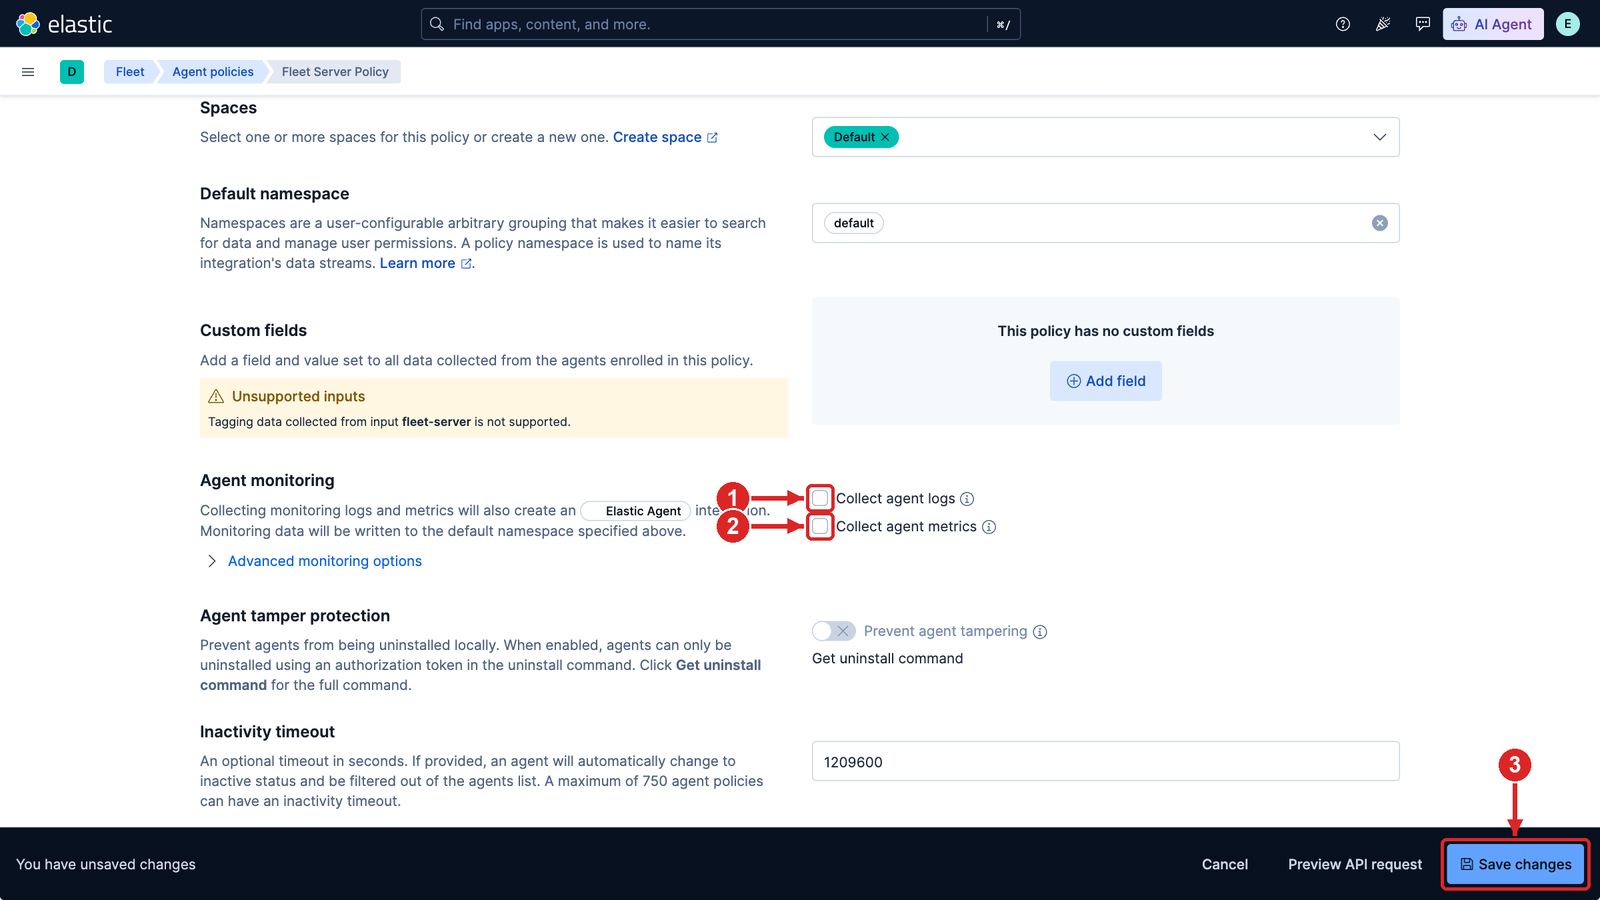 elastic
Find apps, content, and more.
⌘/
AI Agent
E
D
Fleet
Agent policies
Fleet Server Policy
Spaces
Select one or more spaces for this policy or create a new one. Create space
Default
Default namespace
Namespaces are a user-configurable arbitrary grouping that makes it easier to search
for data and manage user permissions. A policy namespace is used to name its
integration's data streams. Learn more .
default
Custom fields
Add a field and value set to all data collected from the agents enrolled in this policy.
Unsupported inputs
Tagging data collected from input fleet-server is not supported.
This policy has no custom fields
Add field
Agent monitoring
Collecting monitoring logs and metrics will also create an Elastic Agent
Monitoring data will be written to the default namespace specified above.
Advanced monitoring options
1
Collect agent logs
2
Collect agent metrics
Agent tamper protection
Prevent agents from being uninstalled locally. When enabled, agents can only be
uninstalled using an authorization token in the uninstall command. Click Get uninstall
command for the full command.
Prevent agent tampering
Get uninstall command
Inactivity timeout
An optional timeout in seconds. If provided, an agent will automatically change to
inactive status and be filtered out of the agents list. A maximum of 750 agent policies
can have an inactivity timeout.
1209600
3
You have unsaved changes
Cancel
Preview API request
Save changes